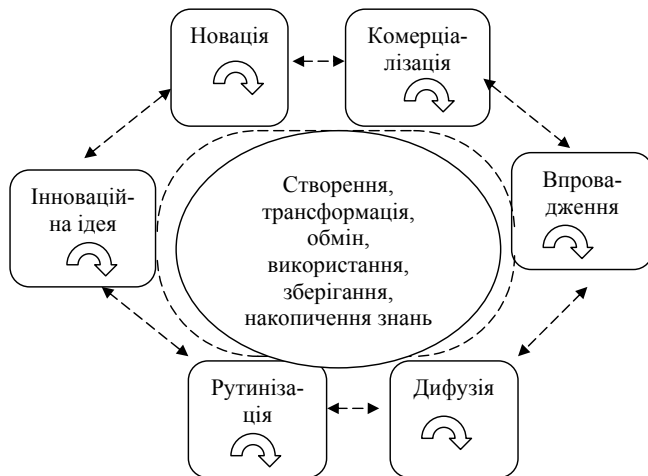 Новація
Комерціа-
лізація
Інновацій-
на ідея
Створення,
трансформація,
обмін,
використання,
зберігання,
накопичення знань
Впрова-
дження
Рутиніза-
ція
Дифузія